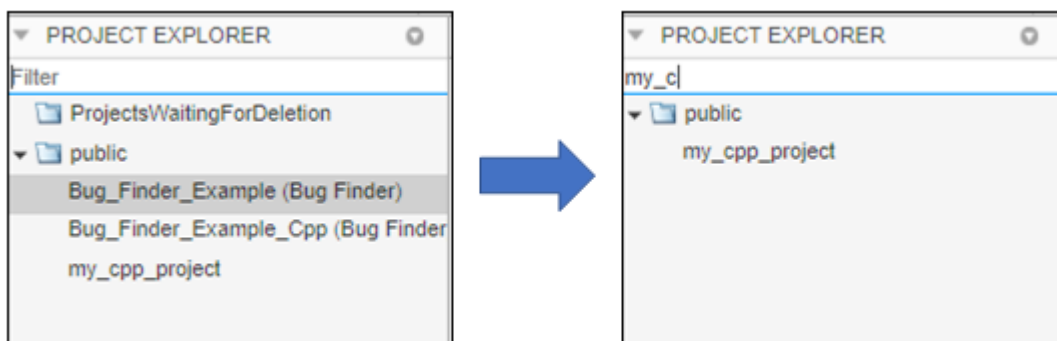 PROJECT EXPLORER
Filter
ProjectsWaitingForDeletion
public
Bug_Finder_Example (Bug Finder)
Bug_Finder_Example_Cpp (Bug Finder
my_cpp_project
PROJECT EXPLORER
my_c
public
my_cpp_project